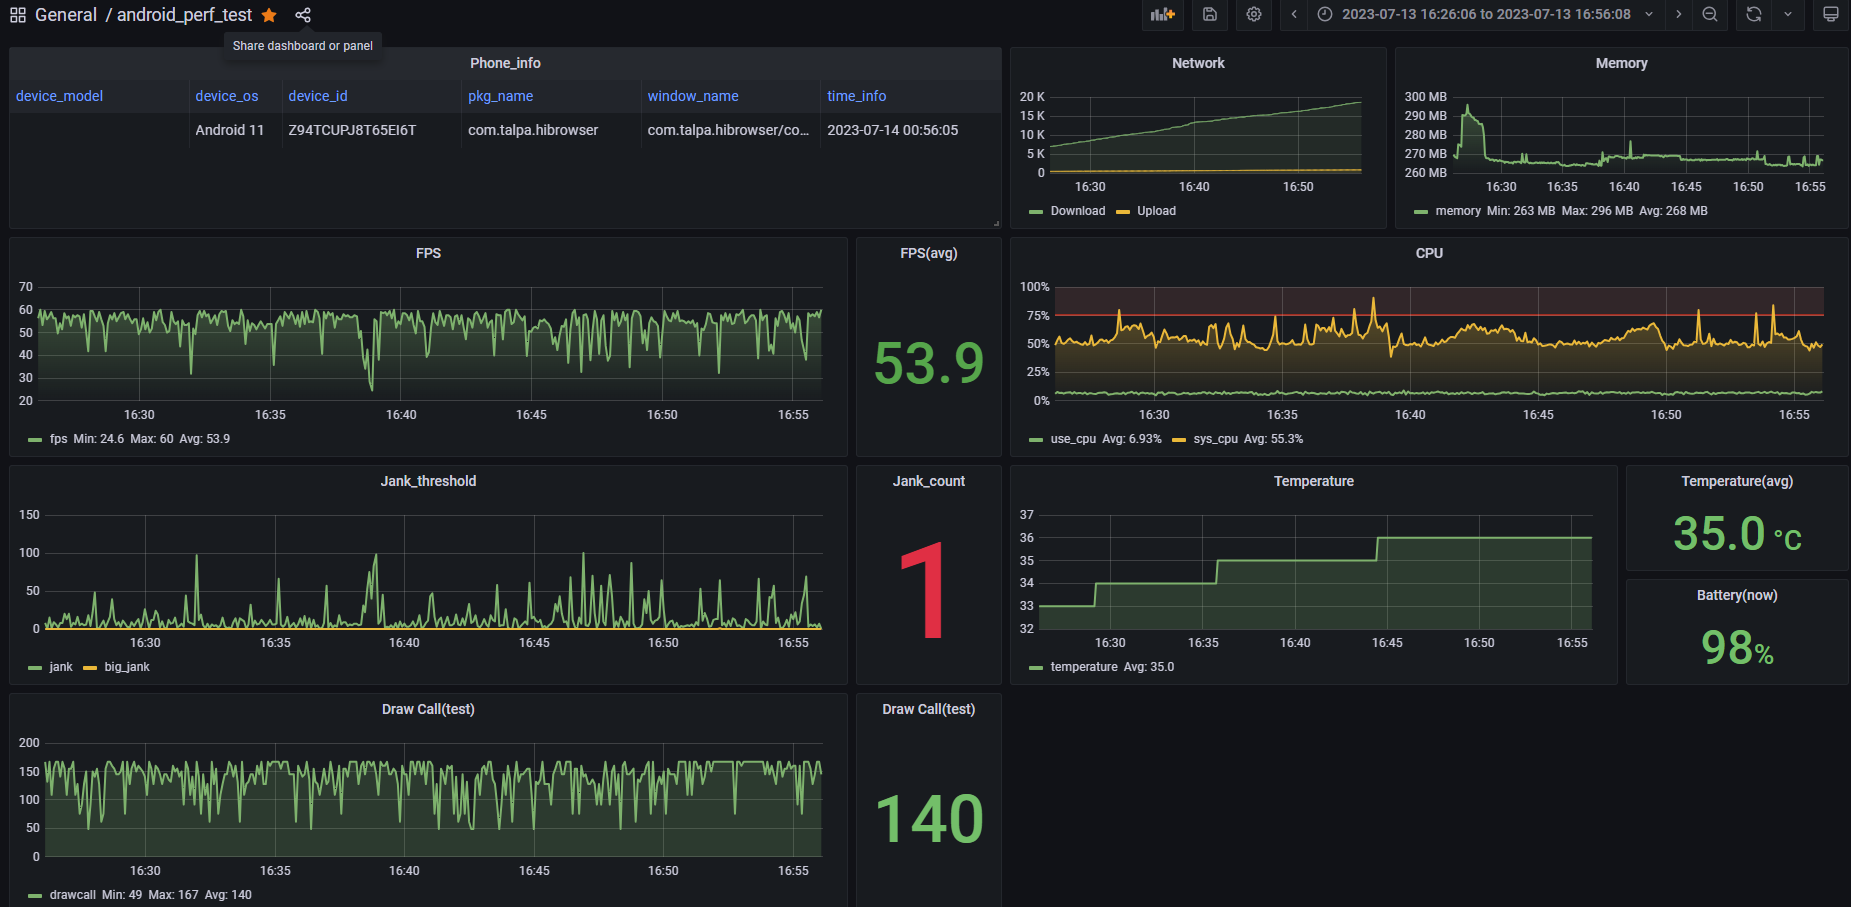 General / android_perf_test
2023-07-13 16:26:06 to 2023-07-13 16:56:08
Share dashboard or panel
Phone_info
device_model device_os device_id pkg_name window_name time_info
Android 11 Z94TCUPJ8T65EI6T com.talpa.hibrowser com.talpa.hibrowser/co... 2023-07-14 00:56:05
Network
20 K
15 K
10 K
5 K
0
16:30 16:40 16:50
Download Upload
Memory
300 MB
290 MB
280 MB
270 MB
260 MB
16:30 16:35 16:40 16:45 16:50 16:55
memory Min: 263 MB Max: 296 MB Avg: 268 MB
FPS
70
60
50
40
30
20
16:30 16:35 16:40 16:45 16:50 16:55
fps Min: 24.6 Max: 60 Avg: 53.9
FPS(avg)
53.9
CPU
100%
75%
50%
25%
0%
16:30 16:35 16:40 16:45 16:50 16:55
use_cpu Avg: 6.93% sys_cpu Avg: 55.3%
Jank_threshold
150
100
50
0
16:30 16:35 16:40 16:45 16:50 16:55
jank big_jank
Jank_count
1
Temperature
37
36
35
34
33
32
16:30 16:35 16:40 16:45 16:50 16:55
temperature Avg: 35.0
Temperature(avg)
35.0 °C
Battery(now)
98%
Draw Call(test)
200
150
100
50
0
16:30 16:35 16:40 16:45 16:50 16:55
drawcall Min: 49 Max: 167 Avg: 140
Draw Call(test)
140